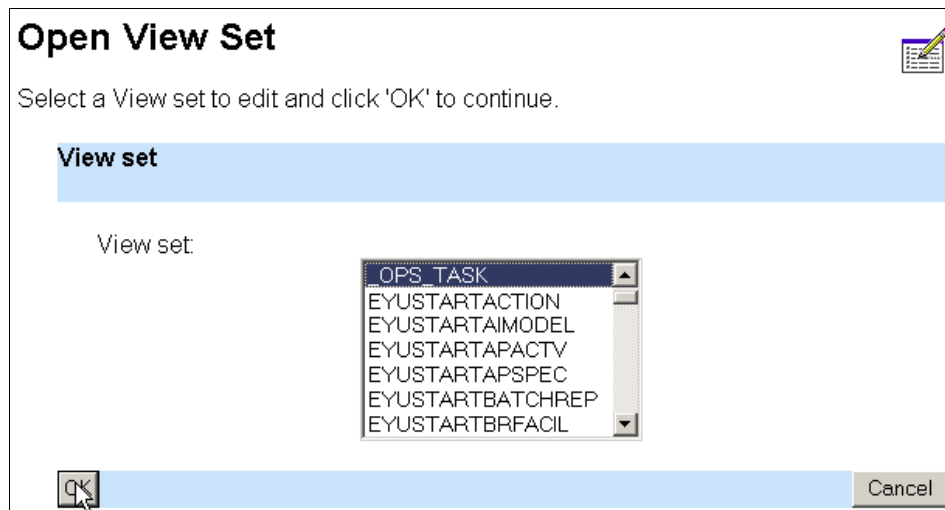 Open View Set
Select a View set to edit and click 'OK' to continue.
View set
View set:
_OPS_TASK
EYUSTARTACTION
EYUSTARTAIMODEL
EYUSTARTAPACTV
EYUSTARTAPSPEC
EYUSTARTBATCHREP
EYUSTARTBRFACIL
OK
Cancel